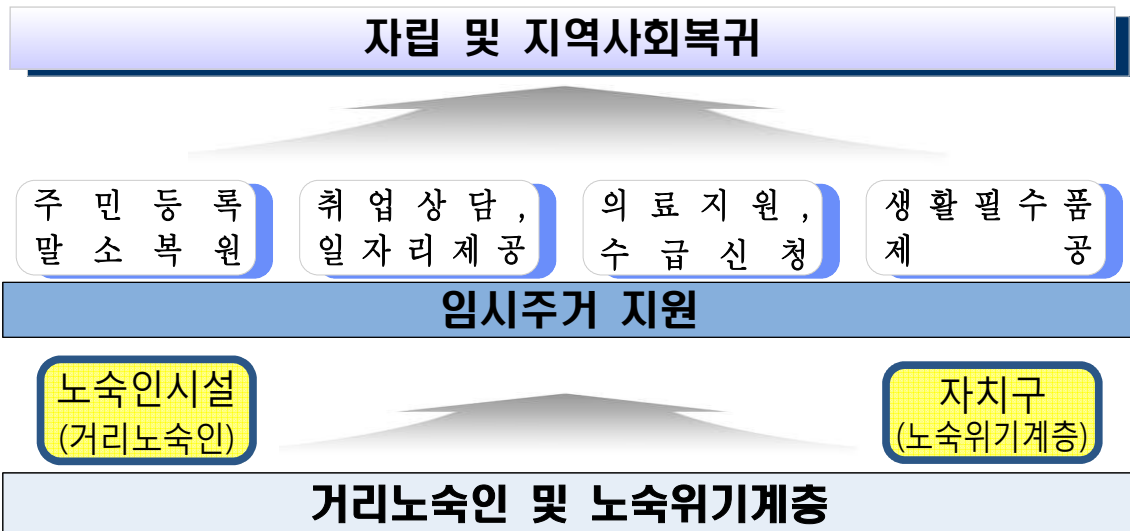 자립 및 지역사회복귀
주민등록
말소복원
취업상담,
일자리제공
의료지원,
수급신청
생활필수품
제공
임시주거 지원
노숙인시설
(거리노숙인)
자치구
(노숙위기계층)
거리노숙인 및 노숙위기계층